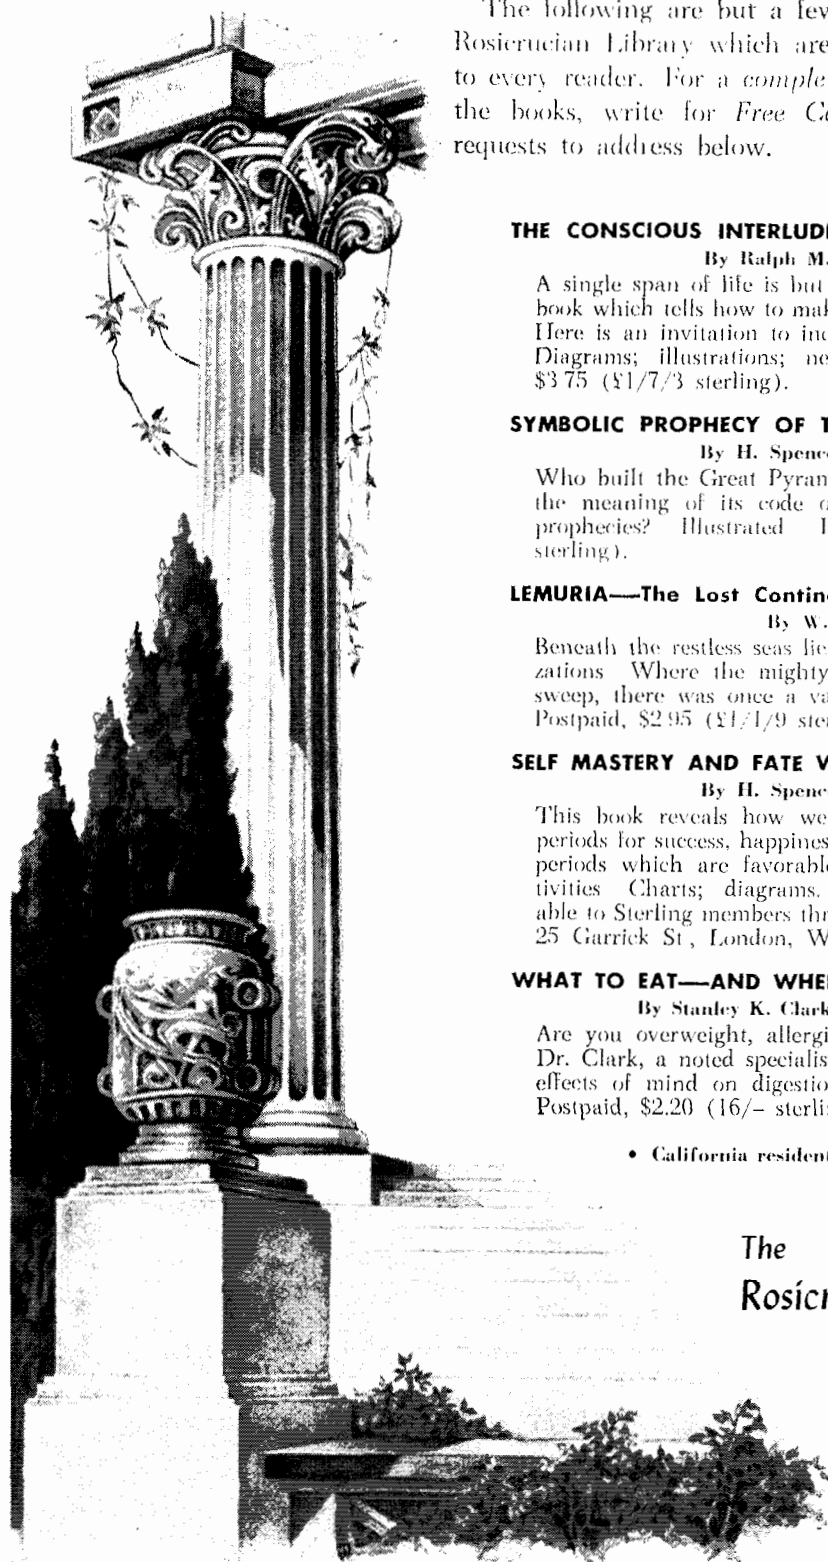 The following are but a few
Rosicrucian Library which are
to every reader. For a comple
the books, write for Free Ca
requests to address below.
THE CONSCIOUS INTERLUD
By Ralph M.
A single span of life is but
book which tells how to mak
Here is an invitation to
Diagrams; illustrations; ne
$3 75 (£1/7/3 sterling).
SYMBOLIC PROPHECY OF T
By H. Spenc
Who built the Great Pyram
the meaning of its code o
prophecies? Illustrated
sterling).
LEMURIA—The Lost Contin
By W.
Beneath the restless seas lie
zations Where the mighty
sweep, there was once a va
Postpaid, $2 95 (£1/1/9 ster
SELF MASTERY AND FATE
By H. Spenc
This book reveals how we
periods for success, happines
periods which are favorabl
tivities Charts; diagrams.
able to Sterling members thr
25 Garrick St, London, W
WHAT TO EAT—AND WHE
By Stanley K. Clark
Are you overweight, allergi
Dr. Clark, a noted specialis
effects of mind on digestio
Postpaid, $2.20 (16/- sterli
• California resident
The
Rosicr